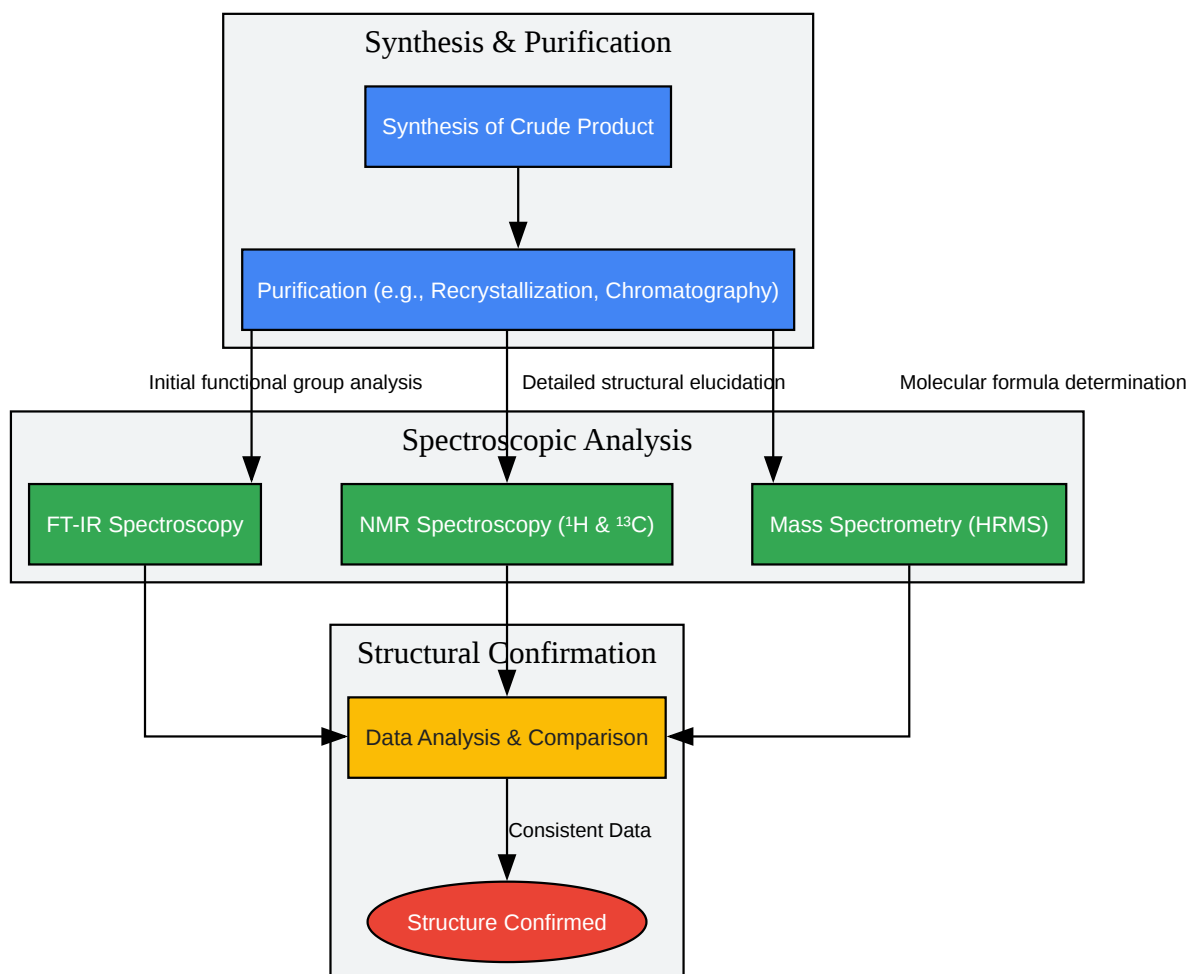 Synthesis & Purification
Synthesis of Crude Product
Purification (e.g., Recrystallization, Chromatography)
Initial functional group analysis
Detailed structural elucidation
Molecular formula determination
Spectroscopic Analysis
FT-IR Spectroscopy
NMR Spectroscopy (¹H & ¹³C)
Mass Spectrometry (HRMS)
Structural Confirmation
Data Analysis & Comparison
Consistent Data
Structure Confirmed